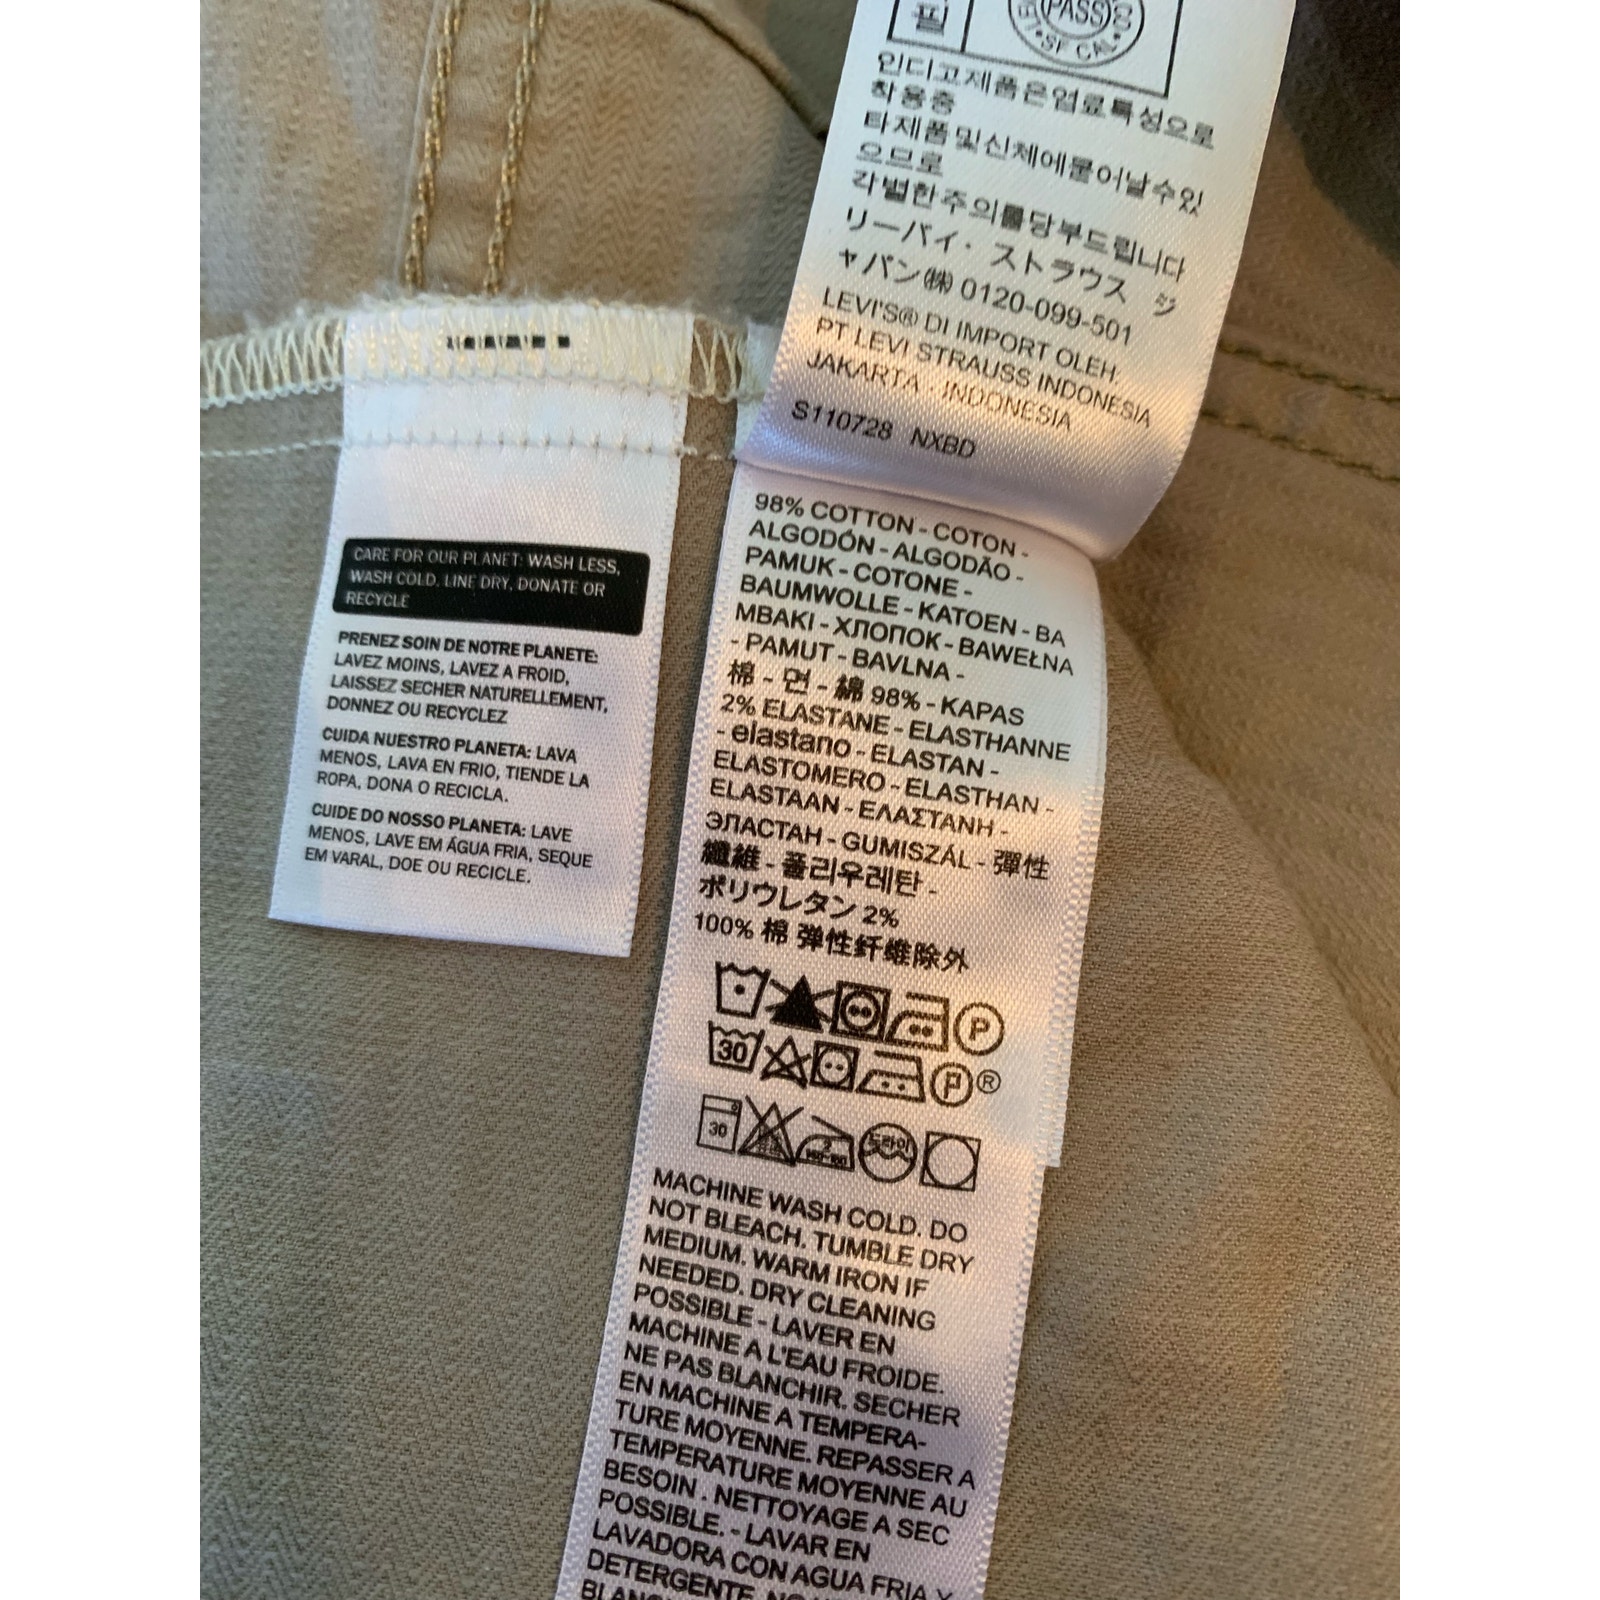 PASS
SF CAL
필
인디고제품은염료특성으로
착용중
타제품및신체에묻어날수있
으므로
각별한주의를당부드립니다
リーバイ・ストラウス ジ
ャパン㈱ 0120-099-501
LEVI'S® DI IMPORT OLEH:
PT LEVI STRAUSS INDONESIA
JAKARTA - INDONESIA
S110728 NXBD
CARE FOR OUR PLANET: WASH LESS,
WASH COLD, LINE DRY, DONATE OR
RECYCLE
PRENEZ SOIN DE NOTRE PLANETE:
LAVEZ MOINS, LAVEZ A FROID,
LAISSEZ SECHER NATURELLEMENT,
DONNEZ OU RECYCLEZ
CUIDA NUESTRO PLANETA: LAVA
MENOS, LAVA EN FRIO, TIENDE LA
ROPA, DONA O RECICLA.
CUIDE DO NOSSO PLANETA: LAVE
MENOS, LAVE EM ÁGUA FRIA, SEQUE
EM VARAL, DOE OU RECICLE.
98% COTTON - COTON -
ALGODÓN - ALGODÃO -
PAMUK - COTONE -
BAUMWOLLE - KATOEN - BA
MBAKI - ХЛОПОК - BAWEŁNA
- PAMUT - BAVLNA -
棉 - 면 - 綿 98% - KAPAS
2% ELASTANE - ELASTHANNE
- elastano - ELASTAN -
ELASTOMERO - ELASTHAN -
ELASTAAN - ΕΛΑΣΤΑΝΗ -
ЭЛАСТАН - GUMISZÁL - 彈性
纖維 - 폴리우레탄 -
ポリウレタン 2%
100% 棉 弹性纤维除外
P
30 P ®
30 드라이
MACHINE WASH COLD. DO
NOT BLEACH. TUMBLE DRY
MEDIUM. WARM IRON IF
NEEDED. DRY CLEANING
POSSIBLE - LAVER EN
MACHINE A L'EAU FROIDE.
NE PAS BLANCHIR. SECHER
EN MACHINE A TEMPERA-
TURE MOYENNE. REPASSER A
TEMPERATURE MOYENNE AU
BESOIN . NETTOYAGE A SEC
POSSIBLE. - LAVAR EN
LAVADORA CON AGUA FRIA Y
DETERGENTE.